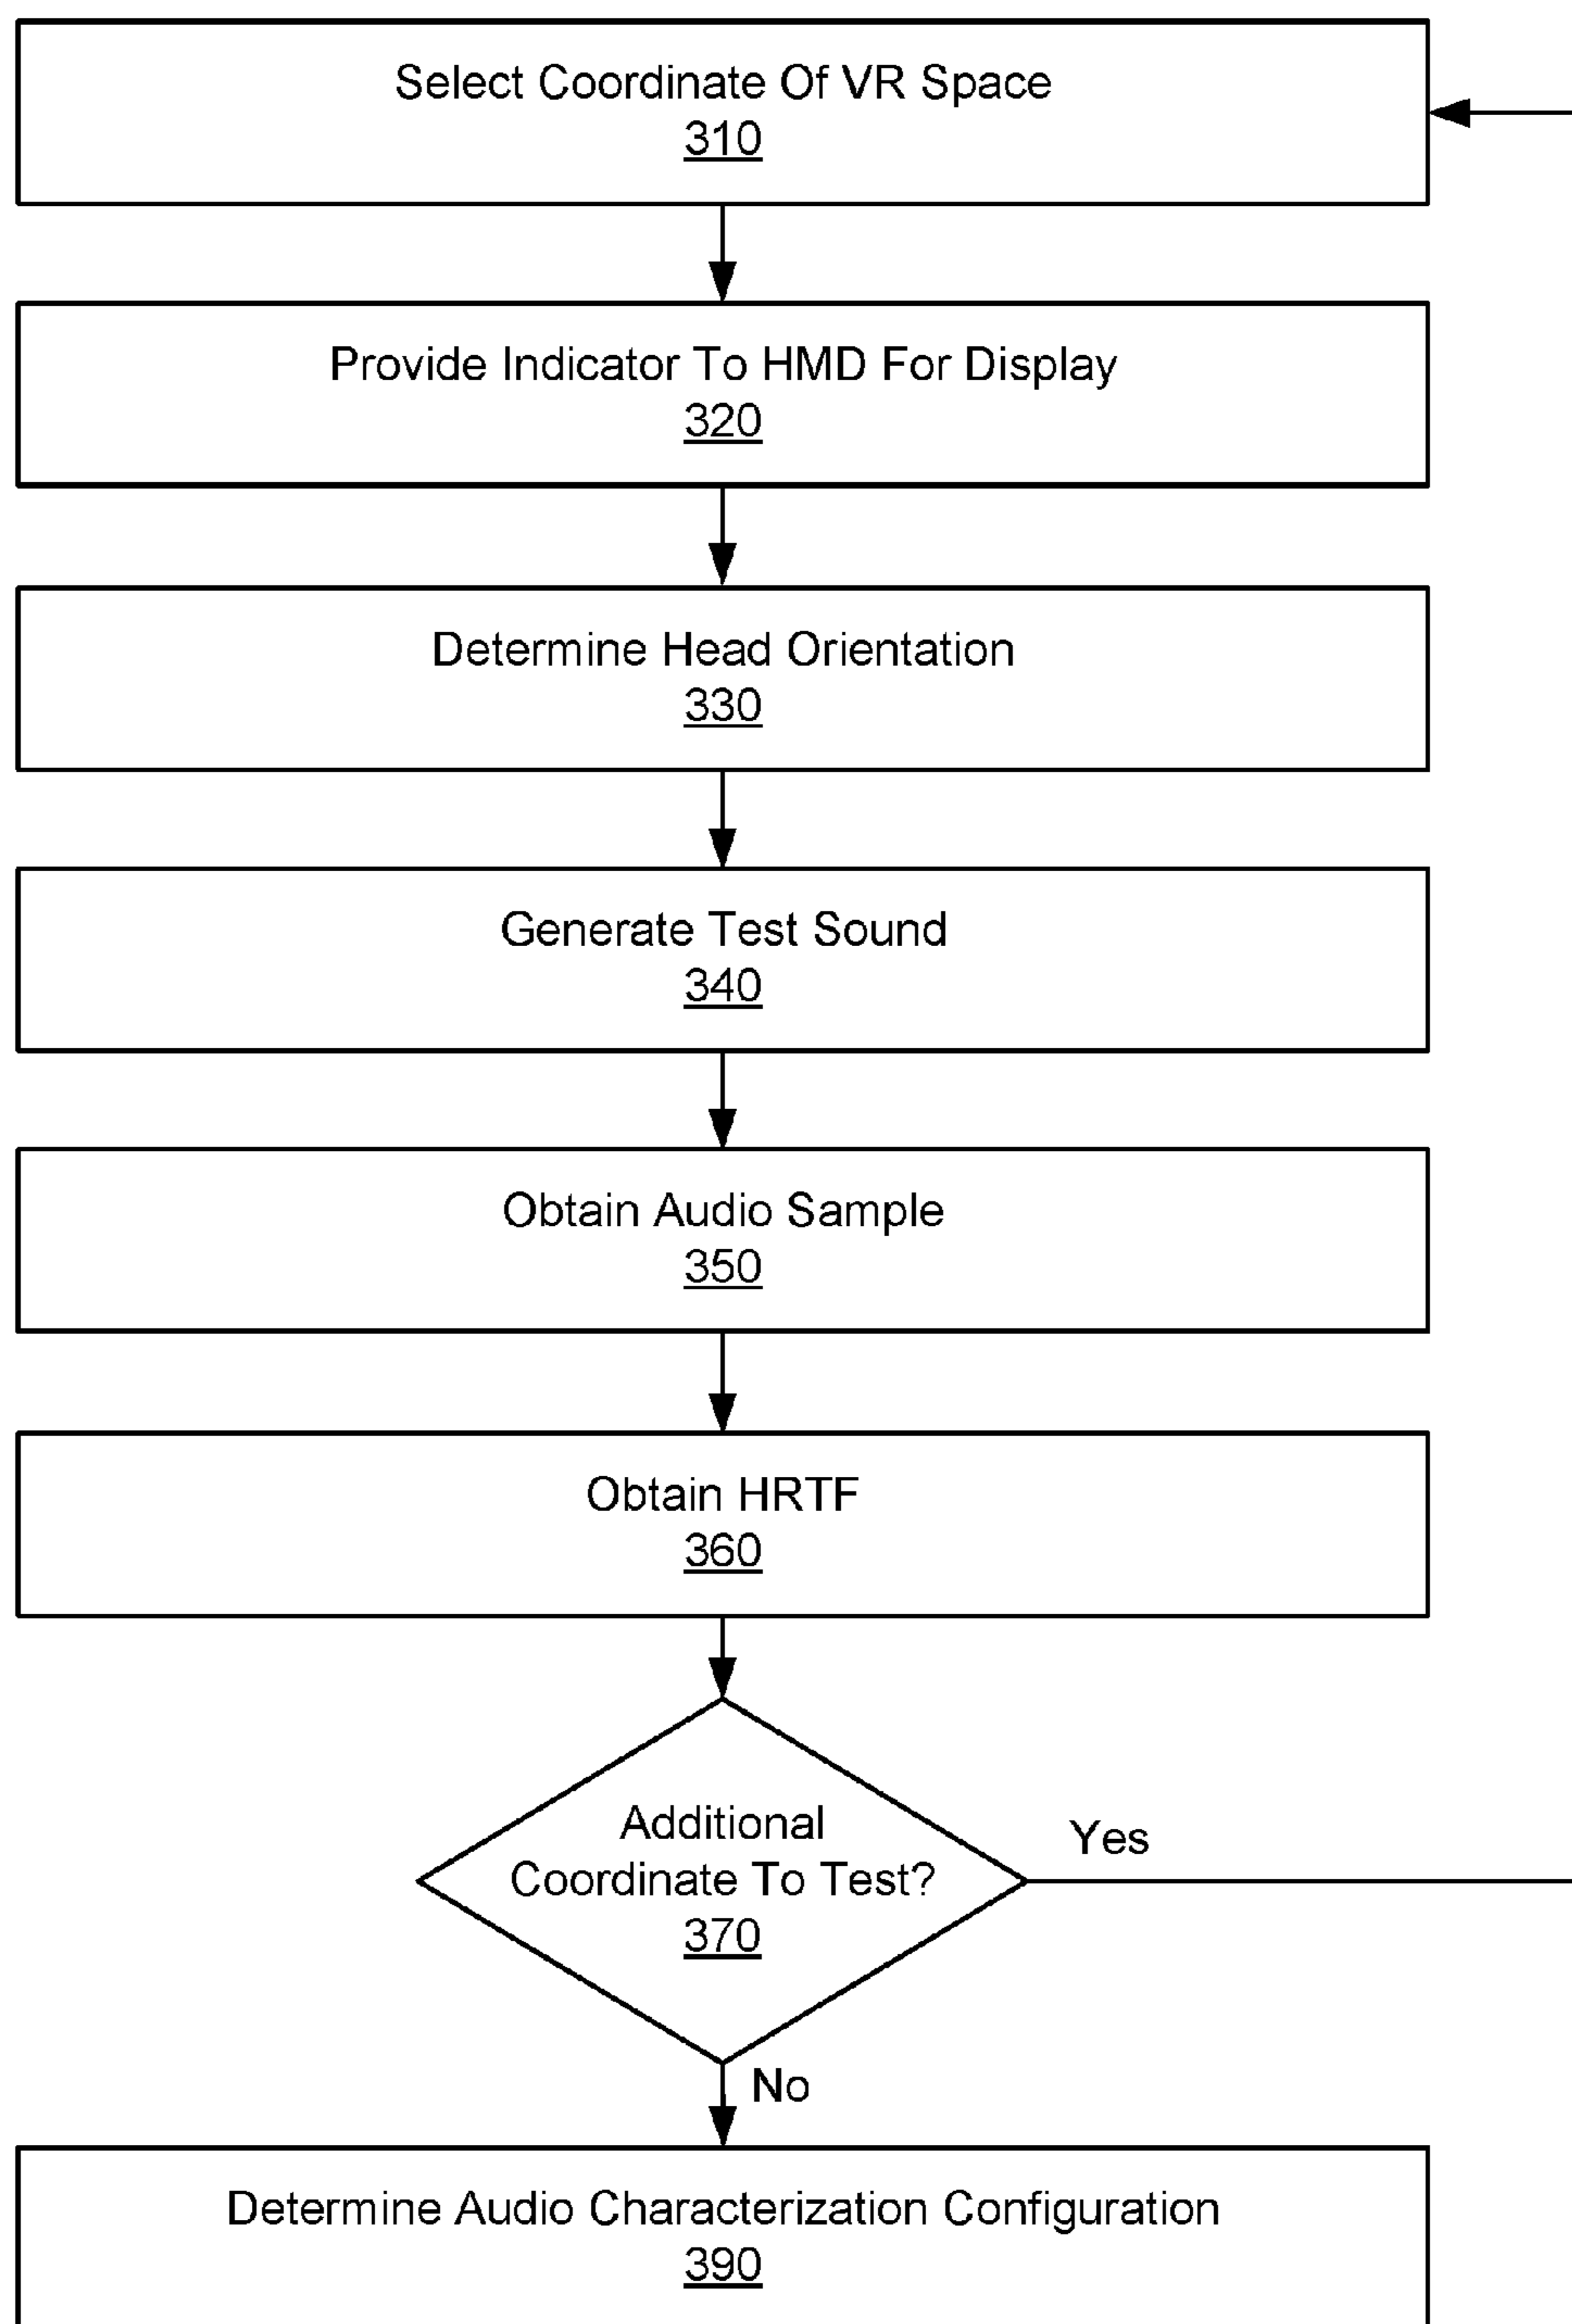 Select Coordinate Of VR Space
310
Provide Indicator To HMD For Display
320
Determine Head Orientation
330
Generate Test Sound
340
Obtain Audio Sample
350
Obtain HRTF
360
Additional
Coordinate To Test?
370
Yes
No
Determine Audio Characterization Configuration
390